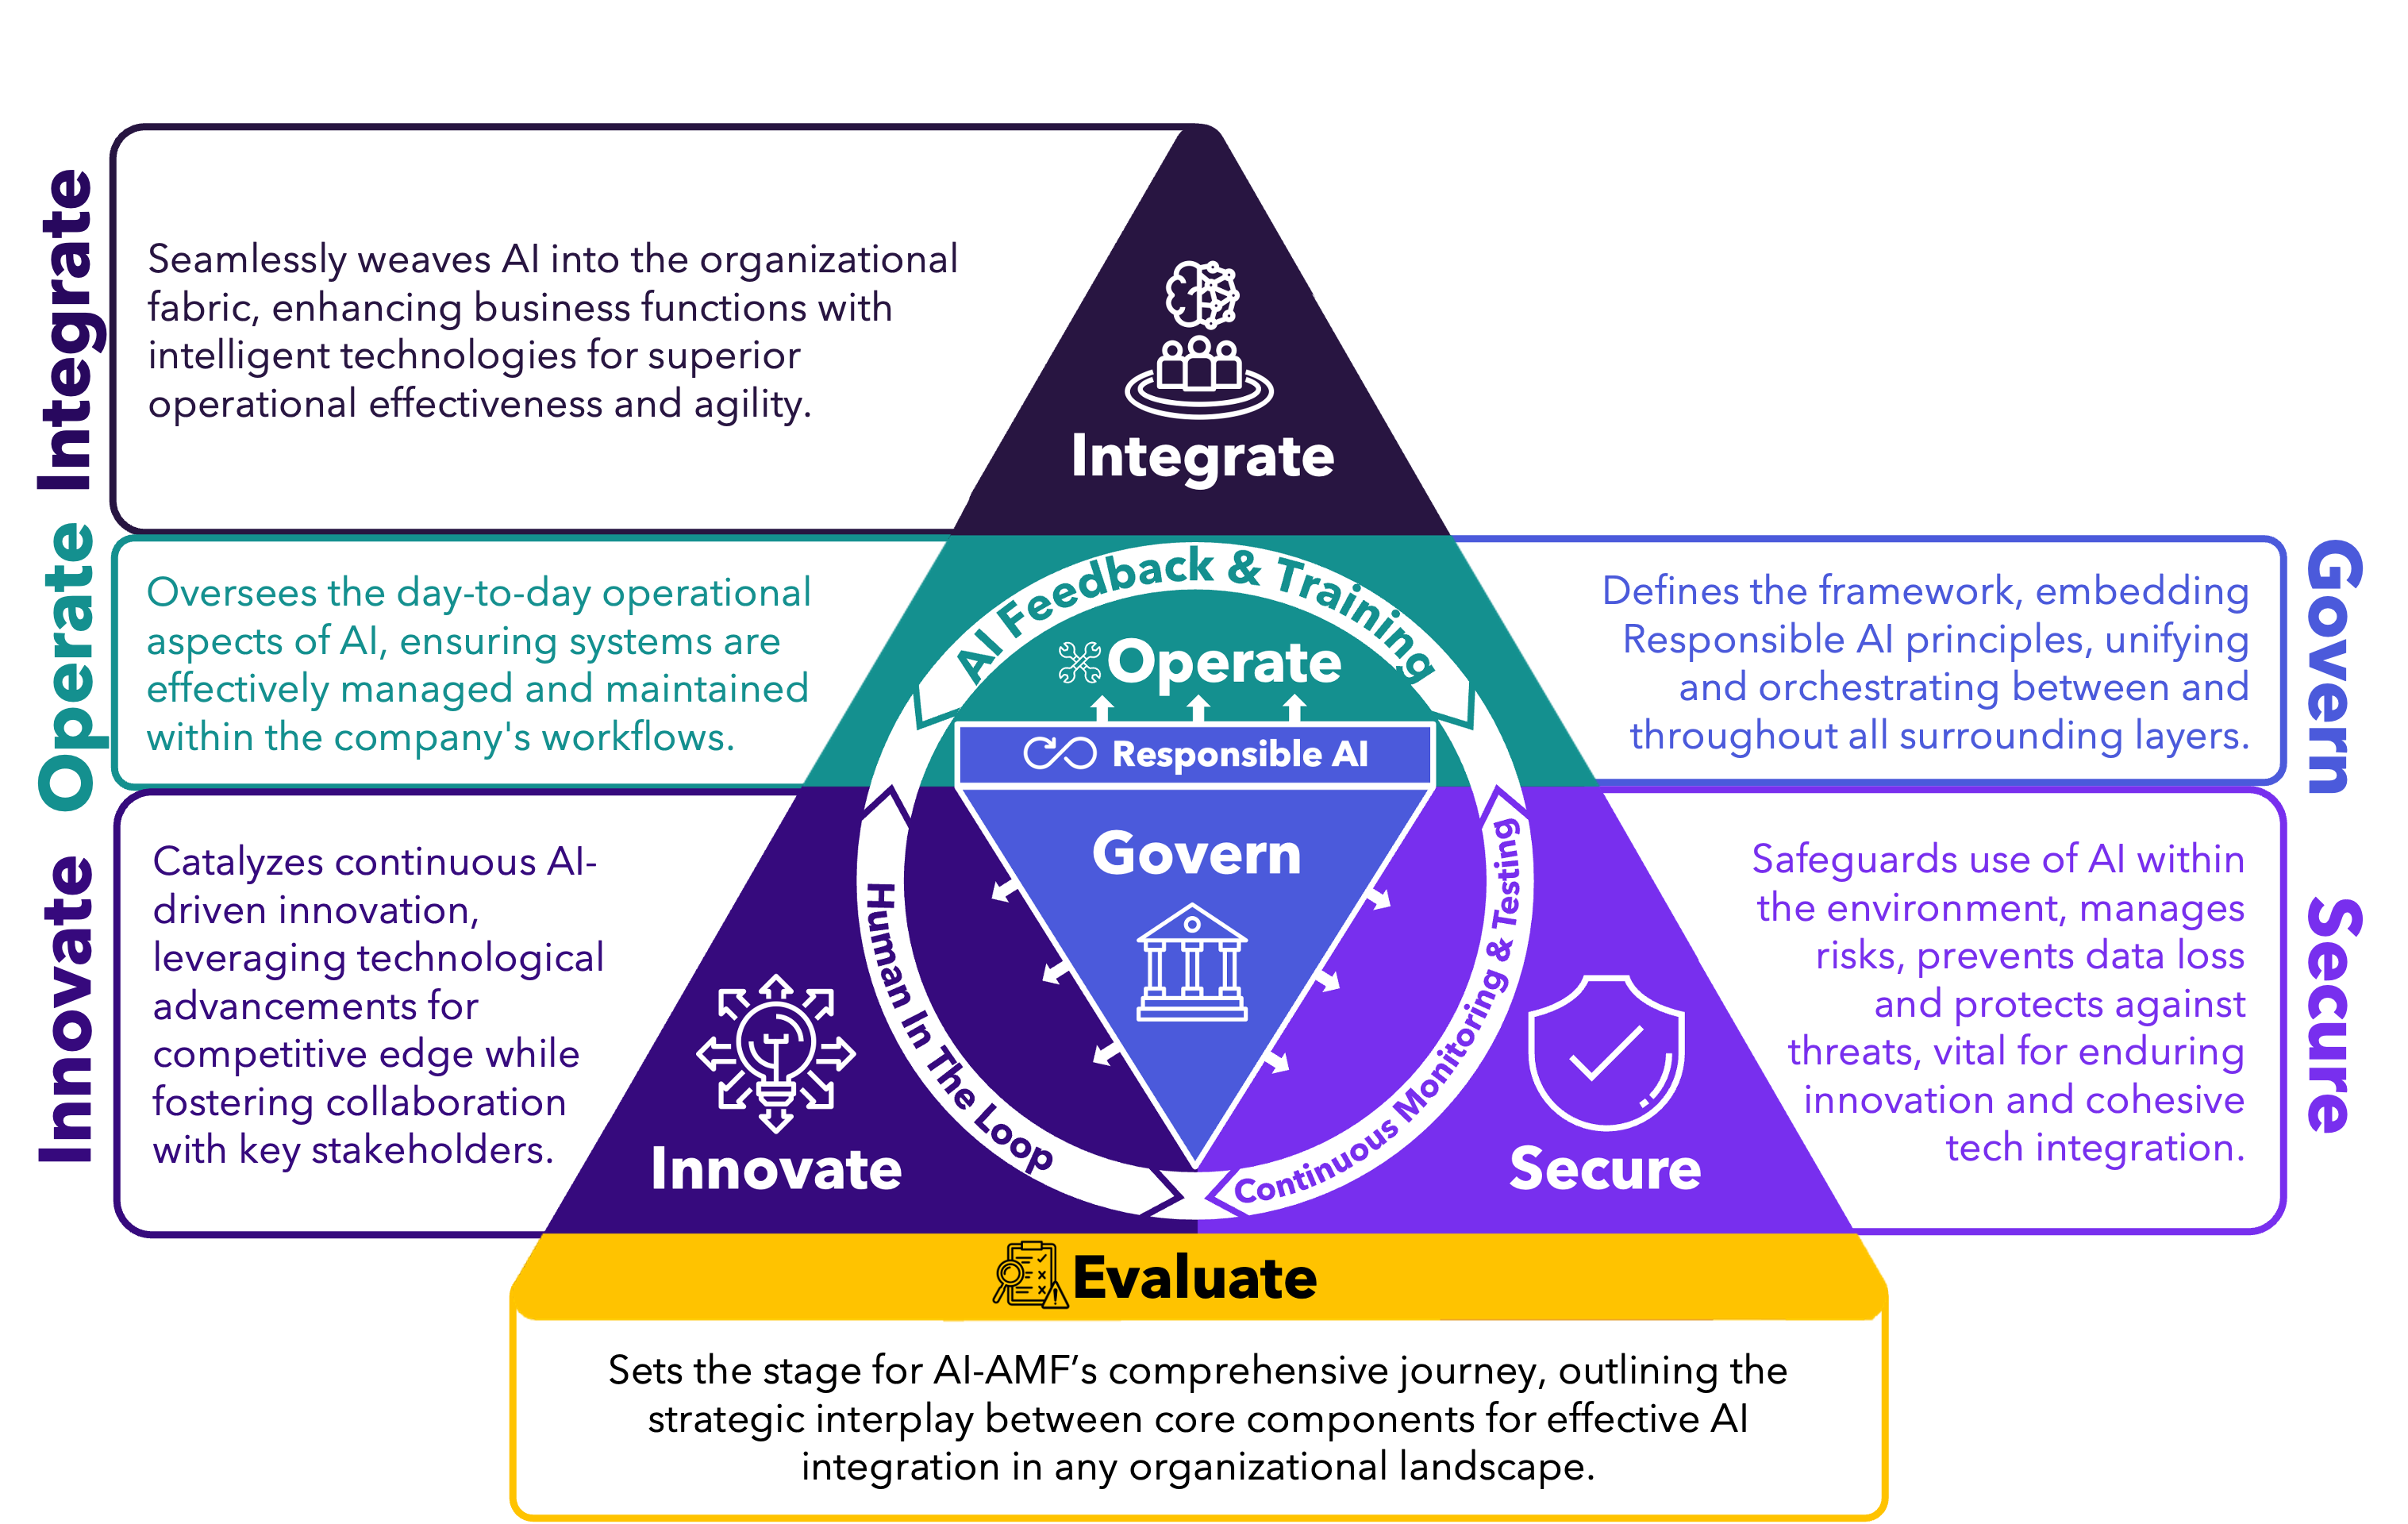 Integrate
Seamlessly weaves AI into the organizational
fabric, enhancing business functions with
intelligent technologies for superior
operational effectiveness and agility.
Integrate
Operate
Oversees the day-to-day operational
aspects of AI, ensuring systems are
effectively managed and maintained
within the company's workflows.
AI Feedback & Training
Operate
Responsible AI
Defines the framework, embedding
Responsible AI principles, unifying
and orchestrating between and
throughout all surrounding layers.
Govern
Innovate
Catalyzes continuous AI-
driven innovation,
leveraging technological
advancements for
competitive edge while
fostering collaboration
with key stakeholders.
Innovate
Human In The Loop
Govern
Continuous Monitoring & Testing
Secure
Safeguards use of AI within
the environment, manages
risks, prevents data loss
and protects against
threats, vital for enduring
innovation and cohesive
tech integration.
Secure
Evaluate
Sets the stage for AI-AMF’s comprehensive journey, outlining the
strategic interplay between core components for effective AI
integration in any organizational landscape.